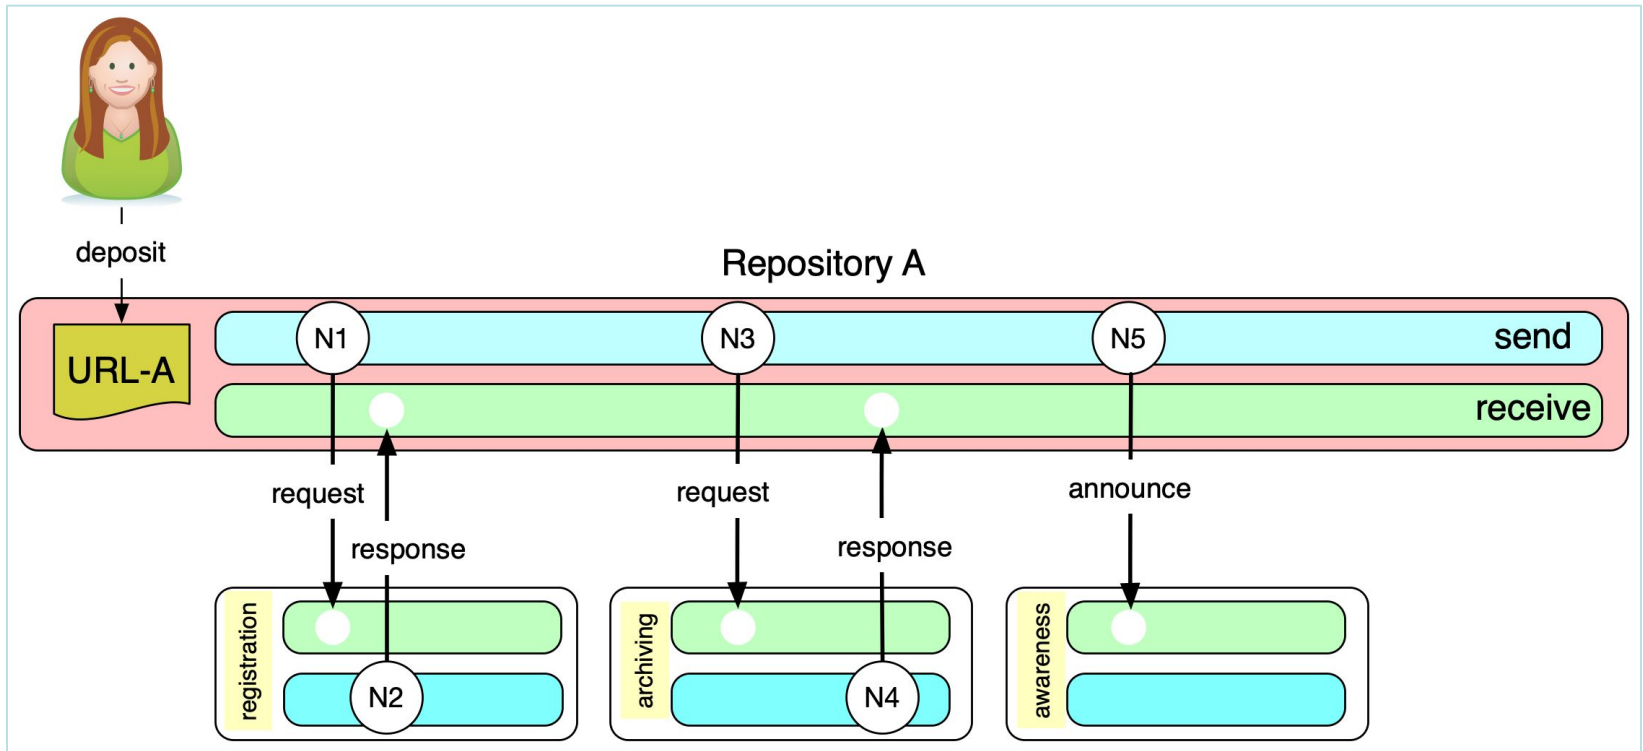 deposit
Repository A
URL-A
N1
N3
N5
send
receive
request
response
request
response
announce
registration
N2
archiving
N4
awareness